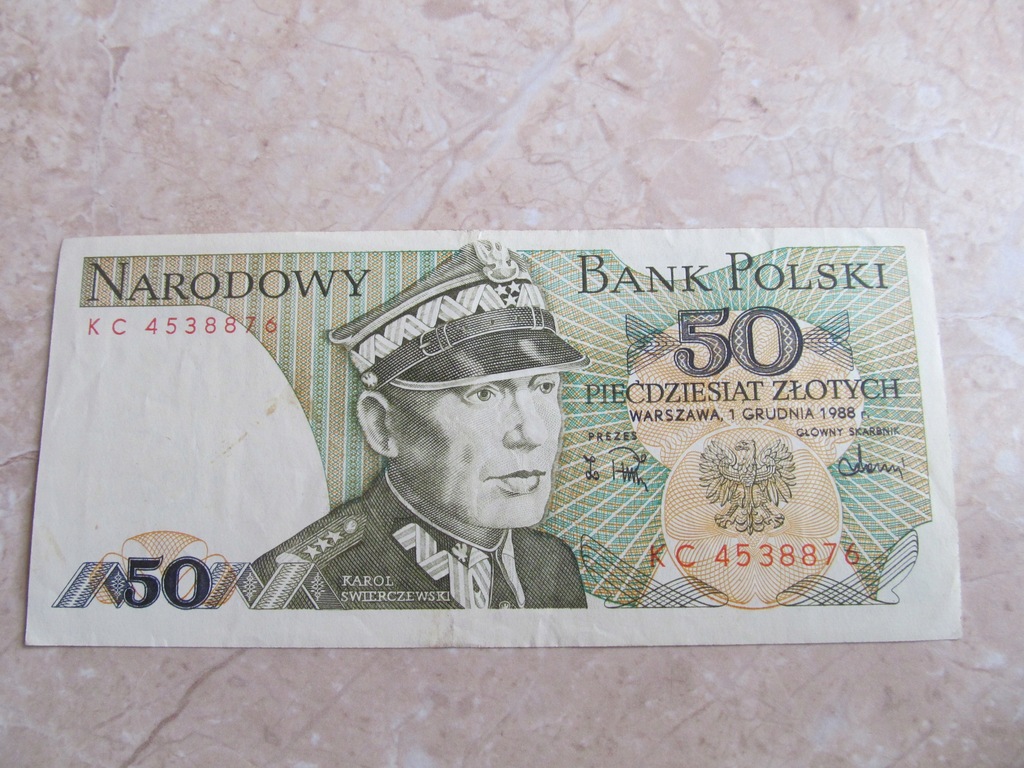 NARODOWY BANK POLSKI
KC 4538876
50
PIEĆDZIESIĄT ZŁOTYCH
WARSZAWA, 1 GRUDNIA 1988 r.
PREZES GŁÓWNY SKARBNIK
KC 4538876
50
KAROL
ŚWIERCZEWSKI